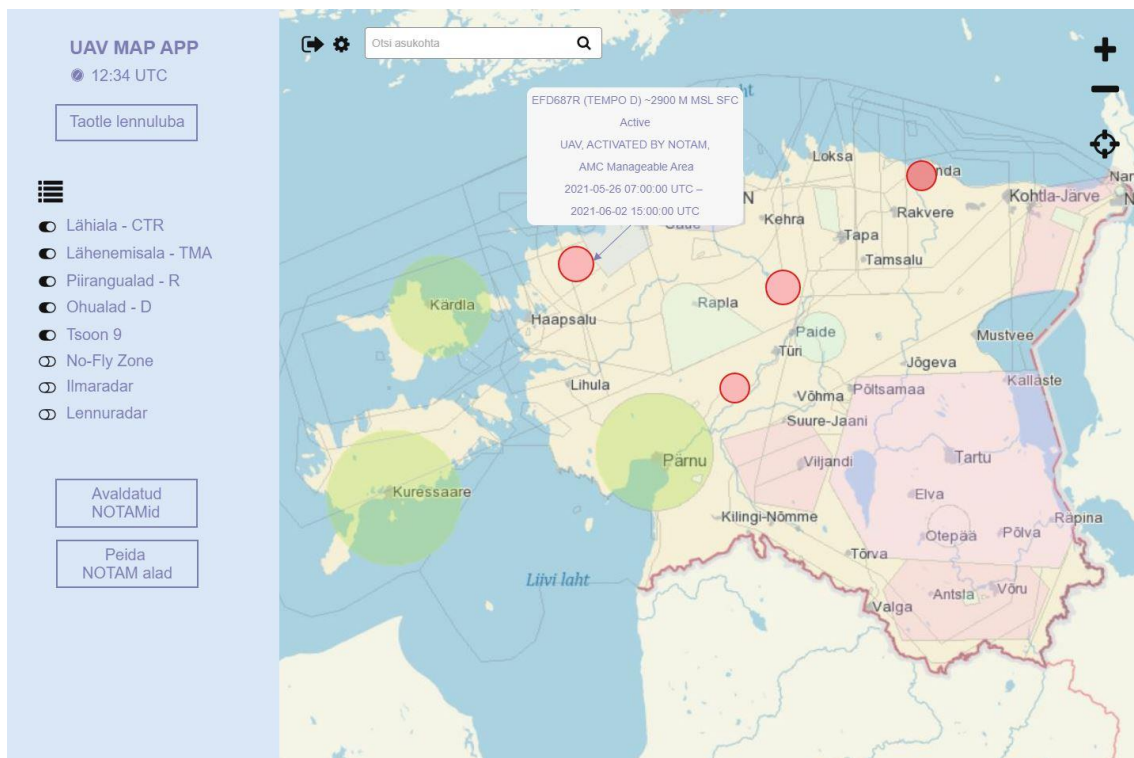 UAV MAP APP
12:34 UTC
Taotle lennuluba
Lähiala - CTR
Lähenemisala - TMA
Piirangualad - R
Ohualad - D
Tsoon 9
No-Fly Zone
Ilmaradar
Lennuradar
Avaldatud
NOTAMid
Peida
NOTAM alad
Otsi asukohta
EFD687R (TEMPO D) ~2900 M MSL SFC
Active
UAV, ACTIVATED BY NOTAM,
AMC Manageable Area
2021-05-26 07:00:00 UTC –
2021-06-02 15:00:00 UTC
Loksa
Kohtla-Järve
Kehra
Rakvere
Tapa
Tamsalu
Kärdla
Haapsalu
Rapla
Paide
Türi
Mustvee
Jõgeva
Lihula
Võhma
Põltsamaa
Kallaste
Suure-Jaani
Pärnu
Viljandi
Tartu
Kuressaare
Elva
Kilingi-Nõmme
Otepää
Põlva
Räpina
Tõrva
Liivi laht
Antsla
Võru
Valga